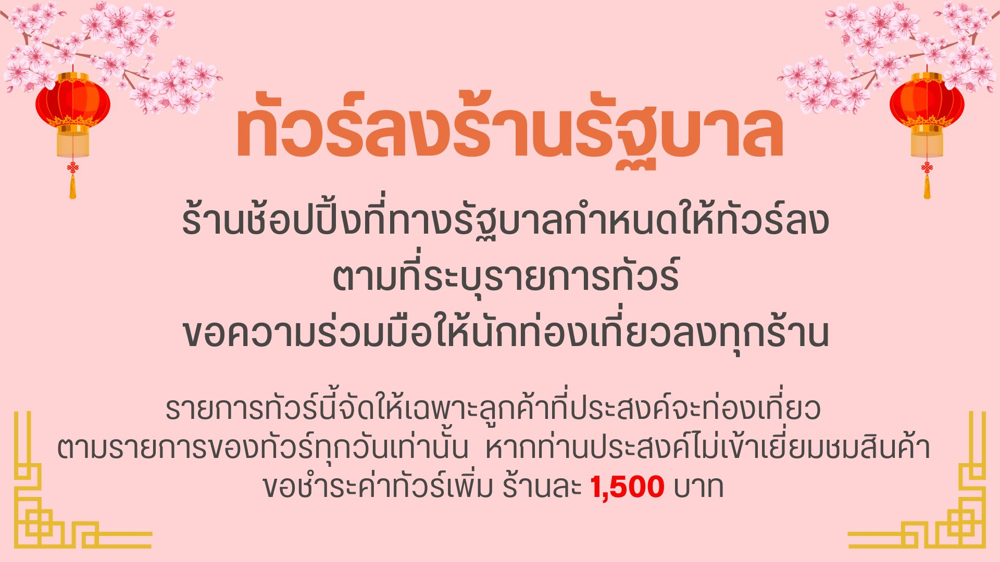 ทัวร์ลงร้านรัฐบาล
ร้านช้อปปิ้งที่ทางรัฐบาลกำหนดให้ทัวร์ลง
ตามที่ระบุรายการทัวร์
ขอความร่วมมือให้นักท่องเที่ยวลงทุกร้าน
รายการทัวร์นี้จัดให้เฉพาะลูกค้าที่ประสงค์จะท่องเที่ยว
ตามรายการของทัวร์ทุกวันเท่านั้น หากท่านประสงค์ไม่เข้าเยี่ยมชมสินค้า
ขอชำระค่าทัวร์เพิ่ม ร้านละ 1,500 บาท